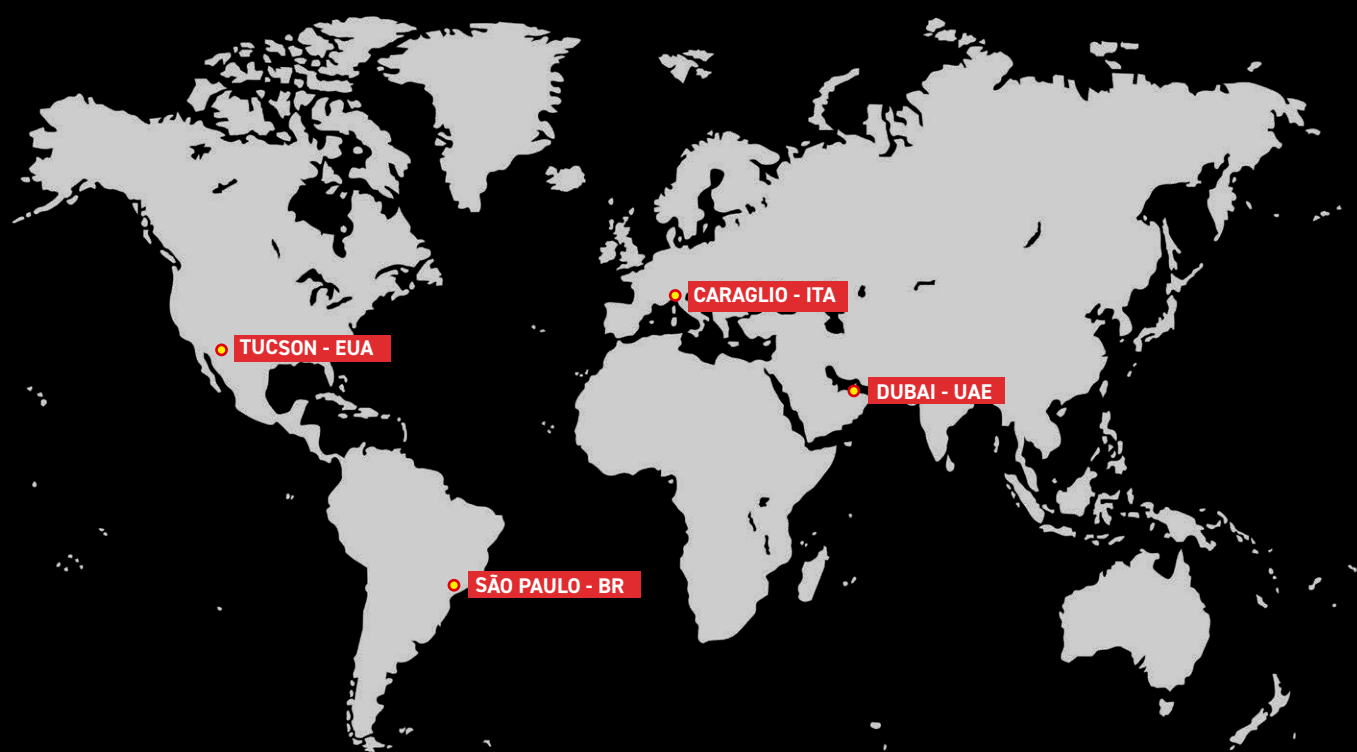 CARAGLIO - ITA
TUCSON - EUA
DUBAI - UAE
SÃO PAULO - BR